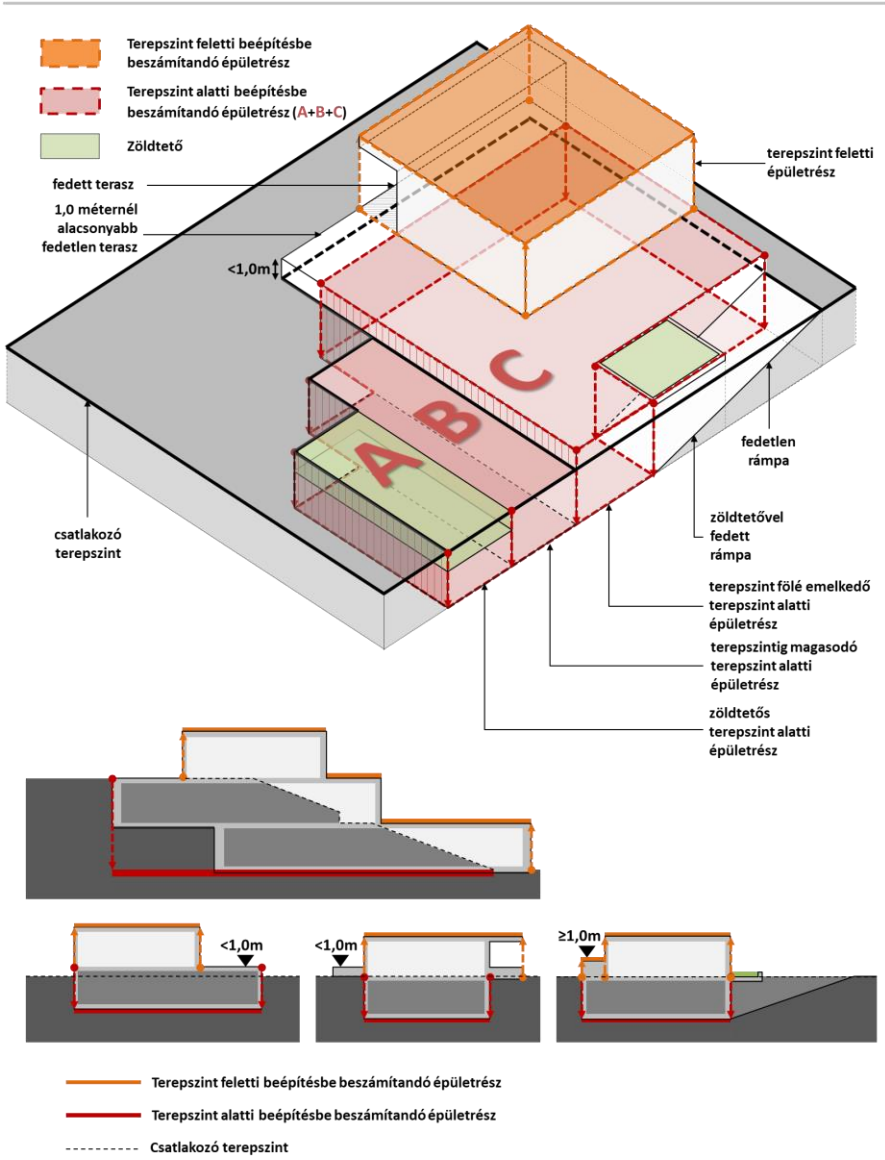 Terepszint feletti beépítésbe
beszámítandó épületrész
Terepszint alatti beépítésbe
beszámítandó épületrész (A+B+C)
Zöldtető
fedett terasz
1,0 méternél
alacsonyabb
fedetlen terasz
<1,0m
terepszint feletti
épületrész
A
B
C
csatlakozó
terepszint
fedetlen
rámpa
zöldtetővel
fedett
rámpa
terepszint fölé emelkedő
terepszint alatti
épületrész
terepszintig magasodó
terepszint alatti
épületrész
zöldtetős
terepszint alatti
épületrész
<1,0m
<1,0m
≥1,0m
Terepszint feletti beépítésbe beszámítandó épületrész
Terepszint alatti beépítésbe beszámítandó épületrész
Csatlakozó terepszint